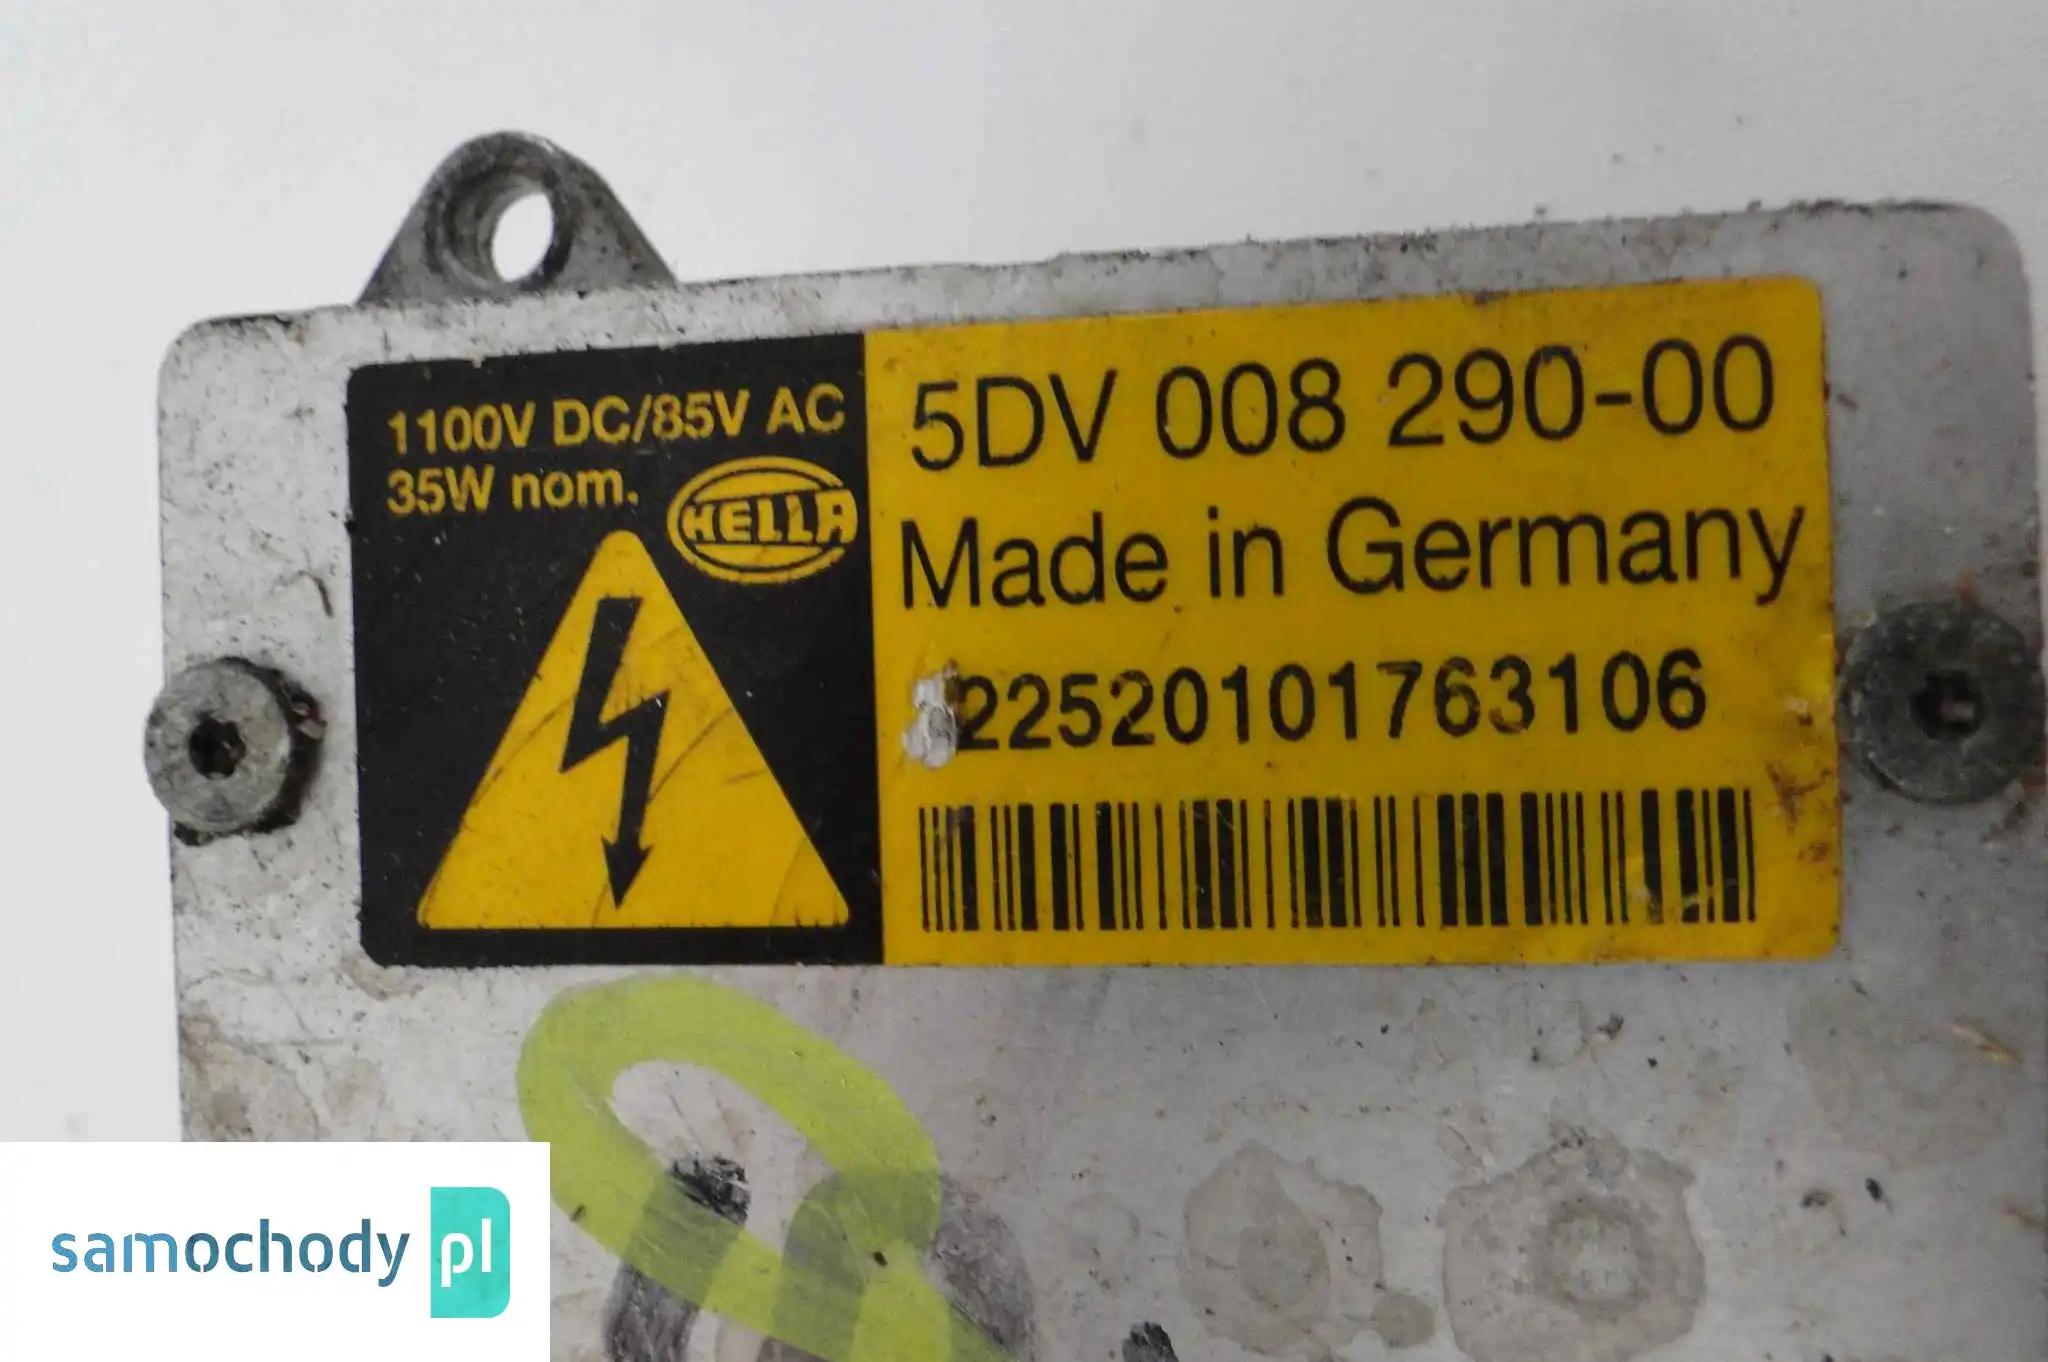 1100V DC/85V AC
35W nom.
HELLA
5DV 008 290-00
Made in Germany
22520101763106
samochody pl